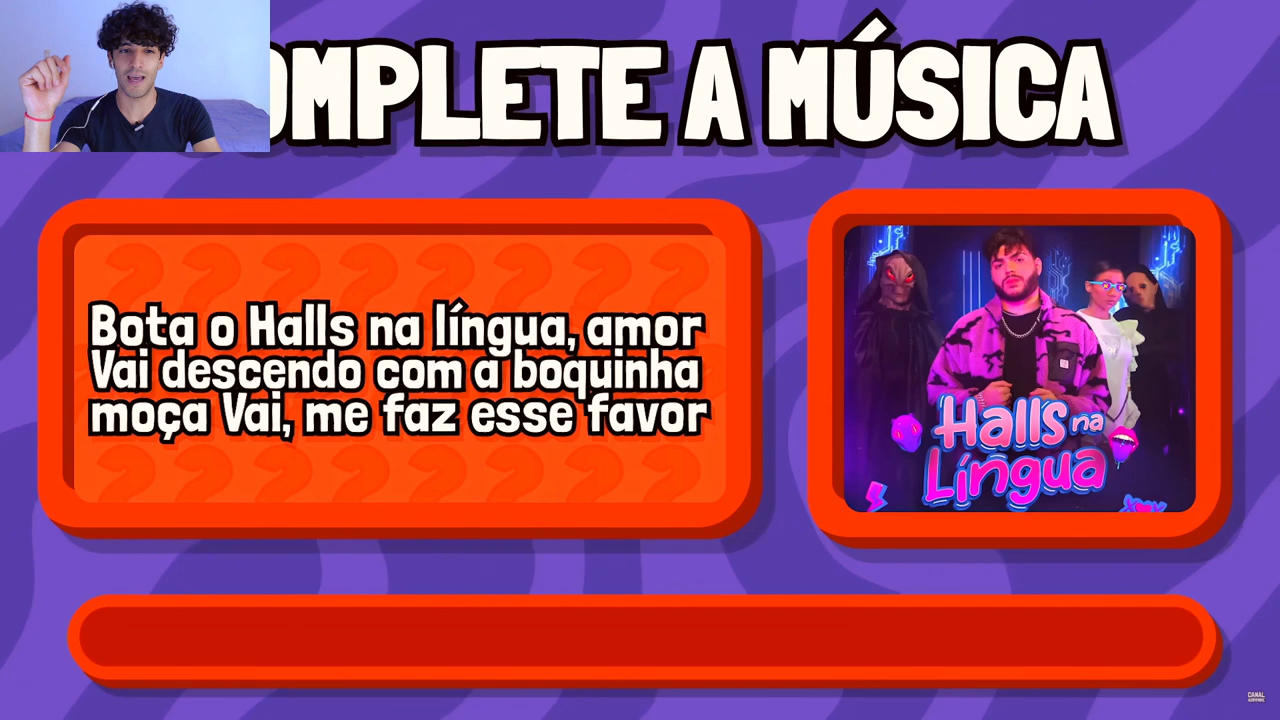 OMPLETE A MÚSICA
Bota o Halls na língua, amor
Vai descendo com a boquinha
moça Vai, me faz esse favor
Halls na
Língua
CANAL